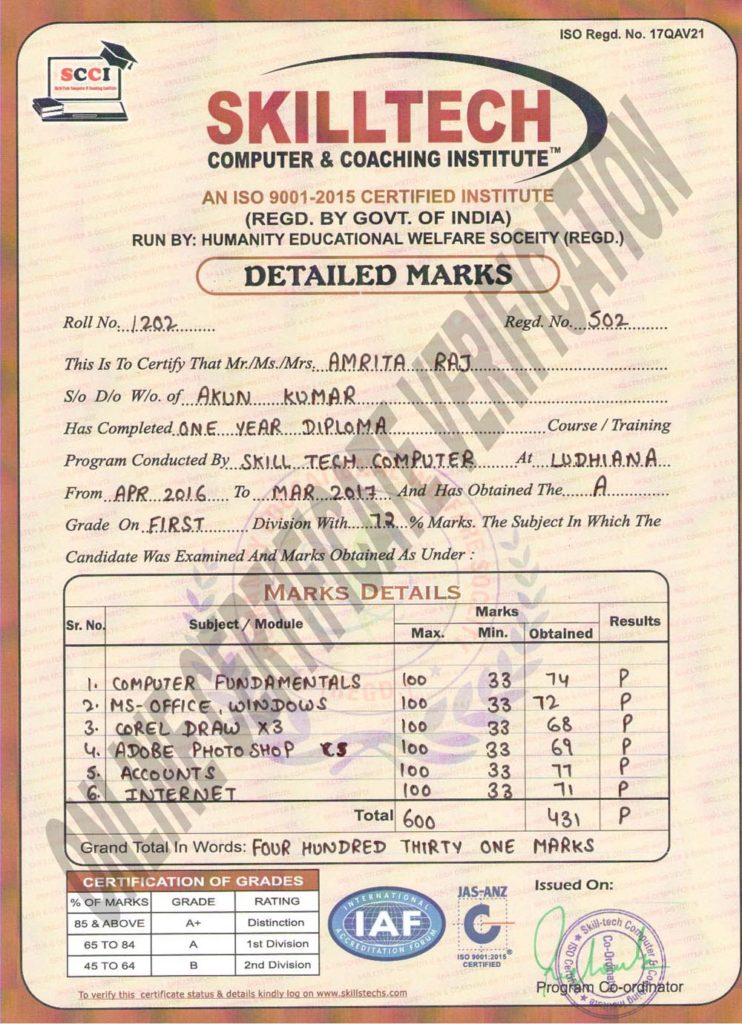 ISO Regd. No. 17QAV21
SCCI
SKILLTECH
COMPUTER & COACHING INSTITUTE™
AN ISO 9001-2015 CERTIFIED INSTITUTE
(REGD. BY GOVT. OF INDIA)
RUN BY: HUMANITY EDUCATIONAL WELFARE SOCEITY (REGD.)
DETAILED MARKS
Roll No. 1202 Regd. No. 502
This Is To Certify That Mr./Ms./Mrs. AMRITA RAJ
S/o D/o W/o. of AKUN KUMAR
Has Completed ONE YEAR DIPLOMA Course / Training
Program Conducted By SKILL TECH COMPUTER At LUDHIANA
From APR 2016 To MAR 2017 And Has Obtained The A
Grade On FIRST Division With 72 % Marks. The Subject In Which The
Candidate Was Examined And Marks Obtained As Under :
MARKS DETAILS
Sr. No. Subject / Module Marks Results
Max. Min. Obtained
1. COMPUTER FUNDAMENTALS 100 33 74 P
2. MS-OFFICE, WINDOWS 100 33 72 P
3. COREL DRAW X3 100 33 68 P
4. ADOBE PHOTOSHOP CS 100 33 69 P
5. ACCOUNTS 100 33 77 P
6. INTERNET 100 33 71 P
Total 600 431 P
Grand Total In Words: FOUR HUNDRED THIRTY ONE MARKS
CERTIFICATION OF GRADES
% OF MARKS GRADE RATING
85 & ABOVE A+ Distinction
65 TO 84 A 1st Division
45 TO 64 B 2nd Division
INTERNATIONAL
IAF
ACCREDITATION FORUM
JAS-ANZ
C
ISO 9001:2015
CERTIFIED
Issued On:
Skill-tech Computer
Co-Ordinator
Program Co-ordinator
To verify this certificate status & details kindly log on www.skillstechs.com
ONLINE CERTIFICATE VERIFICATION